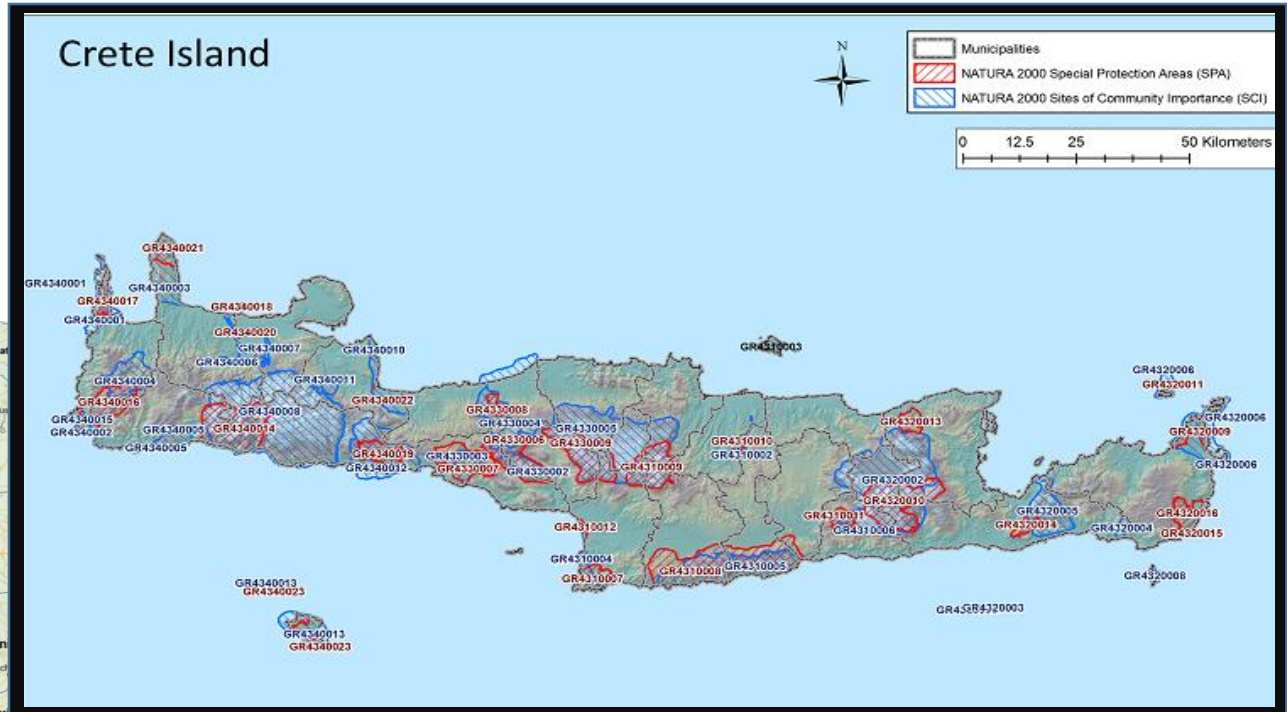 Crete Island
N
Municipalities
NATURA 2000 Special Protection Areas (SPA)
NATURA 2000 Sites of Community Importance (SCI)
0 12.5 25 50 Kilometers
GR4340021
GR4340001
GR4340003
GR4340017
GR4340018
GR4340001
GR4340020
GR4340007
GR4340010
GR4310003
GR4340006
GR4320006
GR4340004
GR4340011
GR4320011
GR4340016
GR4340022
GR4340008
GR4330008
GR4340015
GR4330004
GR4330005
GR4320013
GR4320006
GR4340002
GR4340014
GR4320009
GR4330006
GR4330009
GR4310010
GR4340005
GR4340019
GR4330003
GR4310002
GR4340012
GR4330007
GR4330002
GR4310009
GR4320006
GR4320002
GR4320010
GR4320005
GR4320016
GR4310011
GR4310012
GR4310006
GR4320014
GR4320004
GR4320015
GR4310004
GR4310007
GR4310008
GR4310005
GR4320008
GR4340013
GR4340023
GR4320003
GR4340013
GR4340023